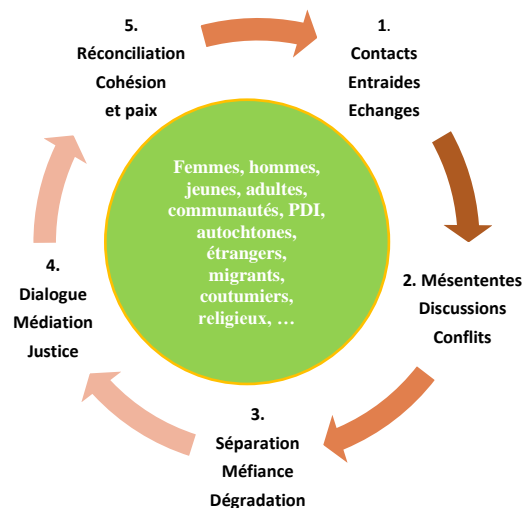 1.
Contacts
Entraides
Echanges
2. Mésententes
Discussions
Conflits
3.
Séparation
Méfiance
Dégradation
4.
Dialogue
Médiation
Justice
5.
Réconciliation
Cohésion
et paix
Femmes, hommes,
jeunes, adultes,
communautés, PDI,
autochtones,
étrangers,
migrants,
coutumiers,
religieux, …